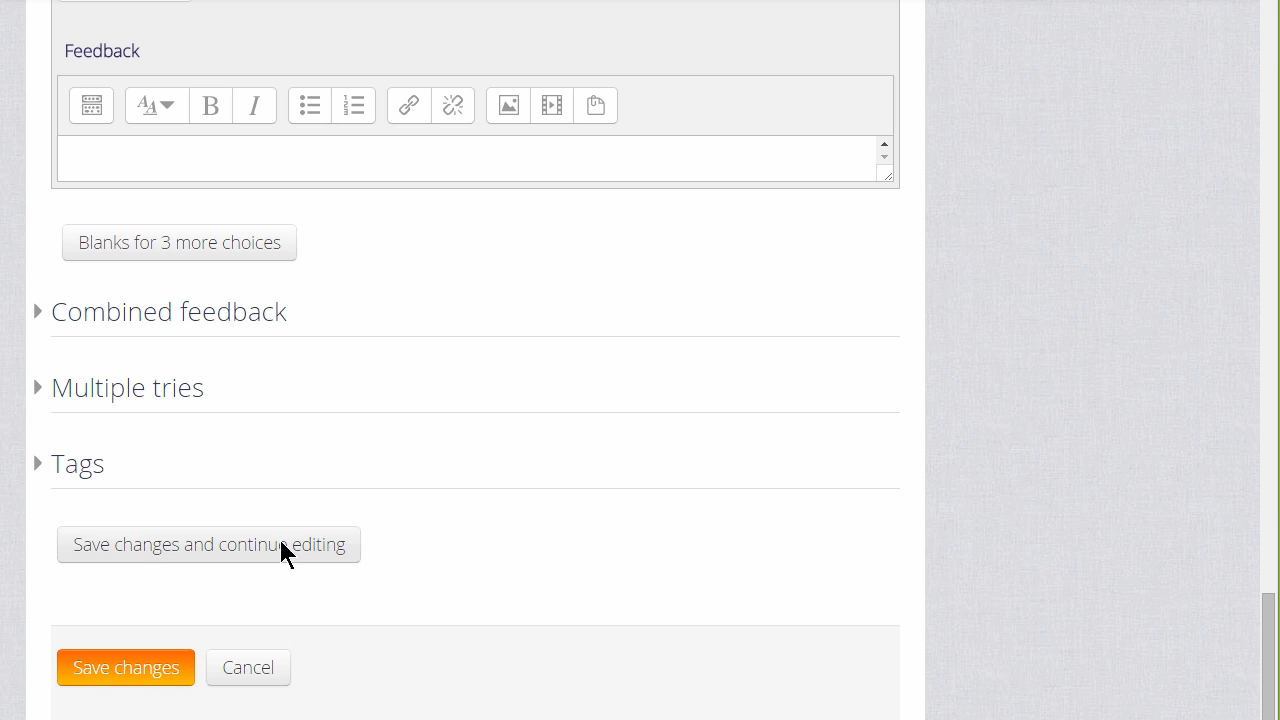 Feedback
Blanks for 3 more choices
Combined feedback
Multiple tries
Tags
Save changes and continue editing
Save changes
Cancel